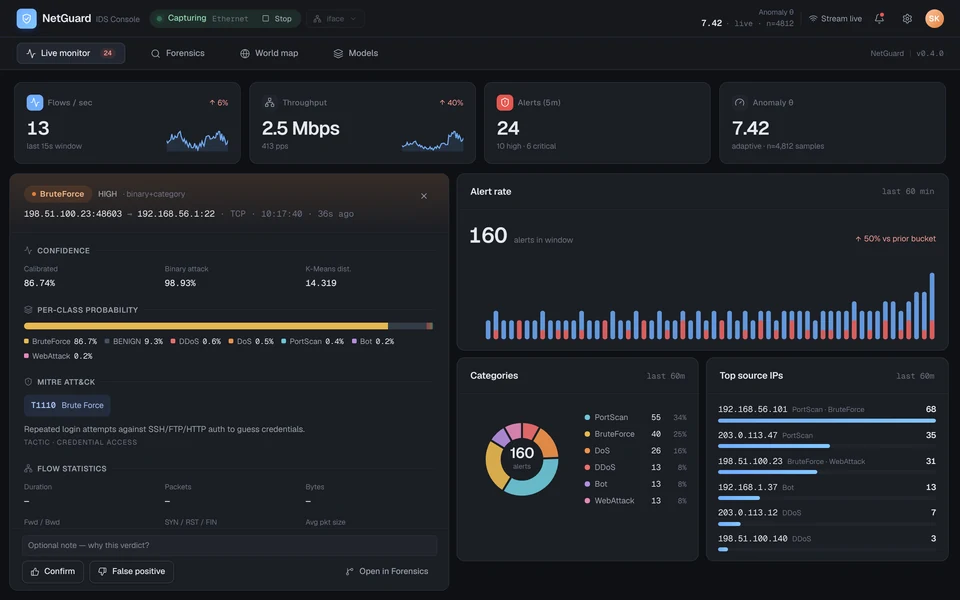 NetGuard IDS Console
Capturing Ethernet Stop
iface
Anomaly θ
7.42 · live · n=4812
Stream live
SK
Live monitor 24
Forensics
World map
Models
NetGuard v0.4.0
Flows / sec ↑ 6%
13
last 15s window
Throughput ↑ 40%
2.5 Mbps
413 pps
Alerts (5m)
24
10 high · 6 critical
Anomaly θ
7.42
adaptive · n=4,812 samples
BruteForce HIGH · binary+category ×
198.51.100.23:48603 → 192.168.56.1:22 · TCP · 10:17:40 · 36s ago
CONFIDENCE
Calibrated Binary attack K-Means dist.
86.74% 98.93% 14.319
PER-CLASS PROBABILITY
BruteForce 86.7% BENIGN 9.3% DDoS 0.6% DoS 0.5% PortScan 0.4% Bot 0.2%
WebAttack 0.2%
MITRE ATT&CK
T1110 Brute Force
Repeated login attempts against SSH/FTP/HTTP auth to guess credentials.
TACTIC · CREDENTIAL ACCESS
FLOW STATISTICS
Duration Packets Bytes
– – –
Fwd / Bwd SYN / RST / FIN Avg pkt size
Optional note — why this verdict?
Confirm False positive Open in Forensics
Alert rate last 60 min
160 alerts in window ↑ 50% vs prior bucket
Categories last 60m
160
alerts
PortScan 55 34%
BruteForce 40 25%
DoS 26 16%
DDoS 13 8%
Bot 13 8%
WebAttack 13 8%
Top source IPs last 60m
192.168.56.101 PortScan · BruteForce 68
203.0.113.47 PortScan 35
198.51.100.23 BruteForce · WebAttack 31
192.168.1.37 Bot 13
203.0.113.12 DDoS 7
198.51.100.140 DDoS 3